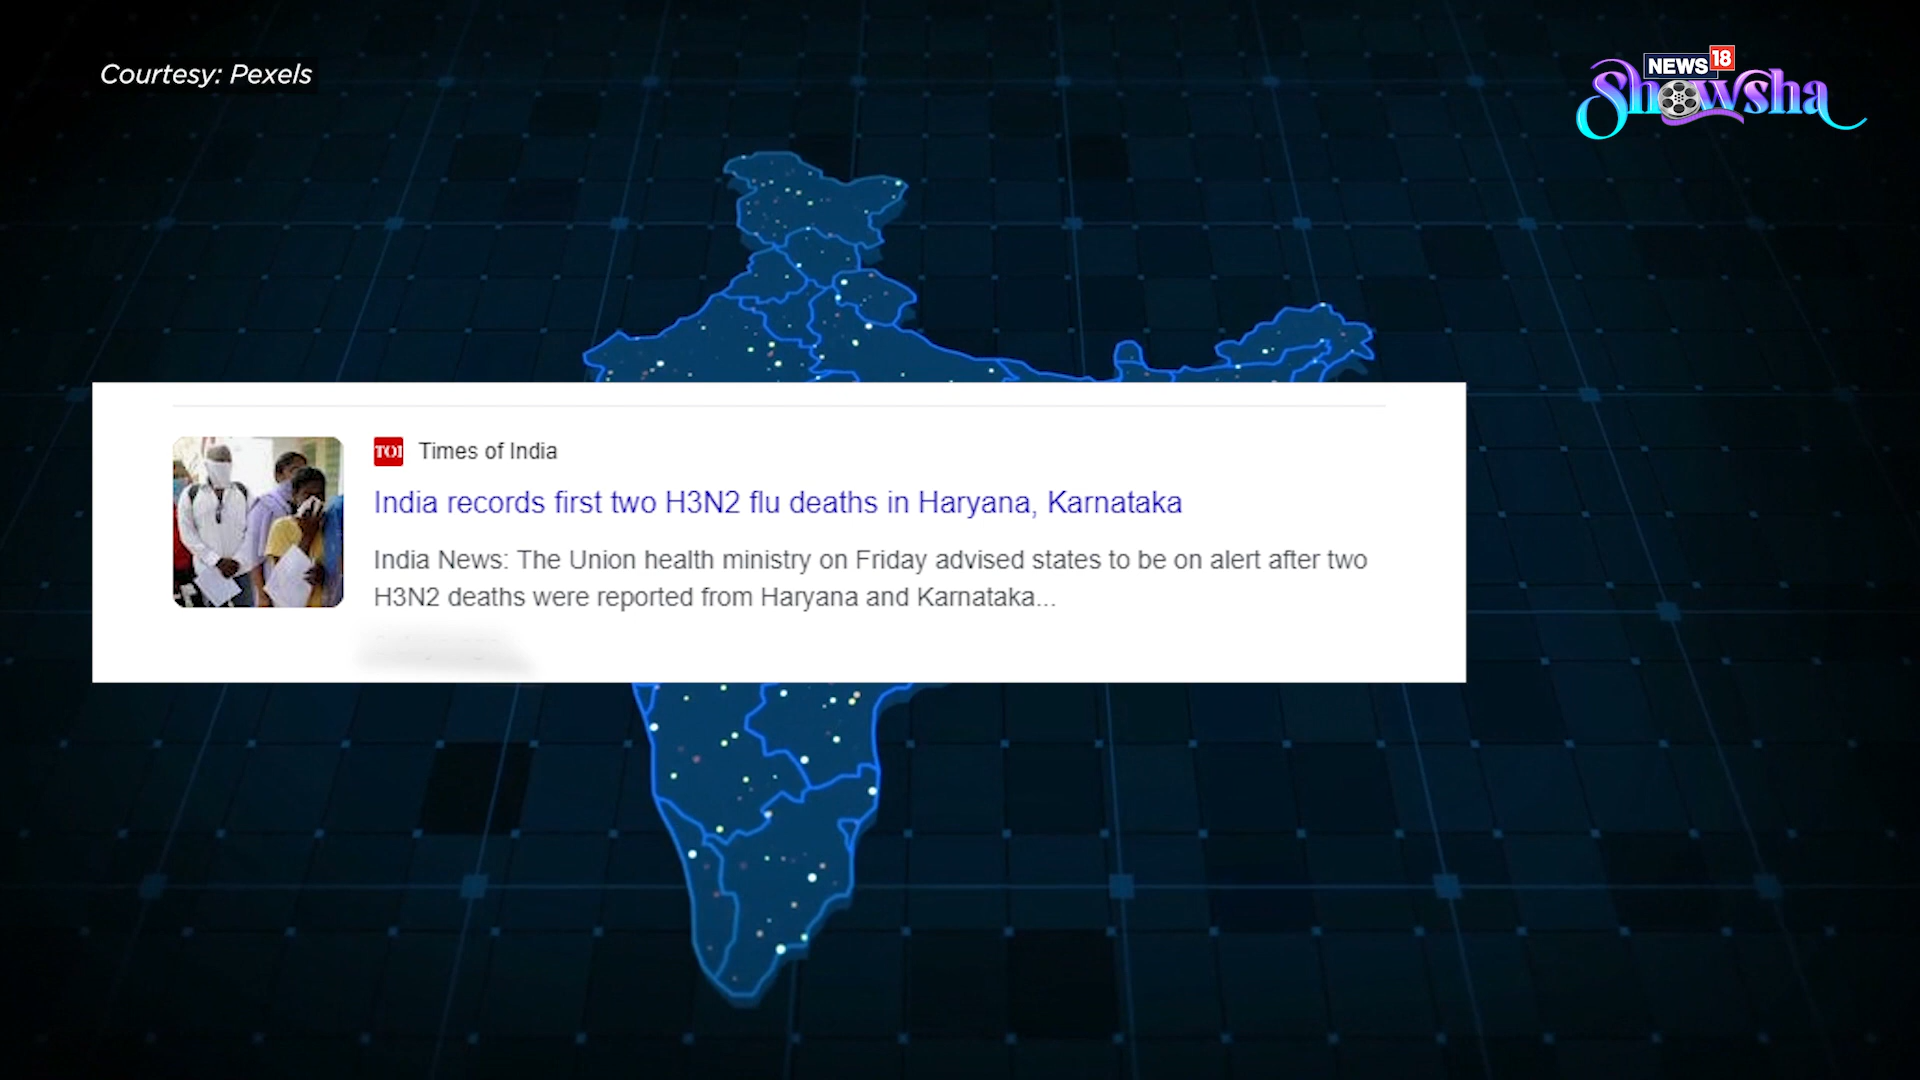 Courtesy: Pexels
NEWS 18
Showsha
TOI Times of India
India records first two H3N2 flu deaths in Haryana, Karnataka
India News: The Union health ministry on Friday advised states to be on alert after two
H3N2 deaths were reported from Haryana and Karnataka...